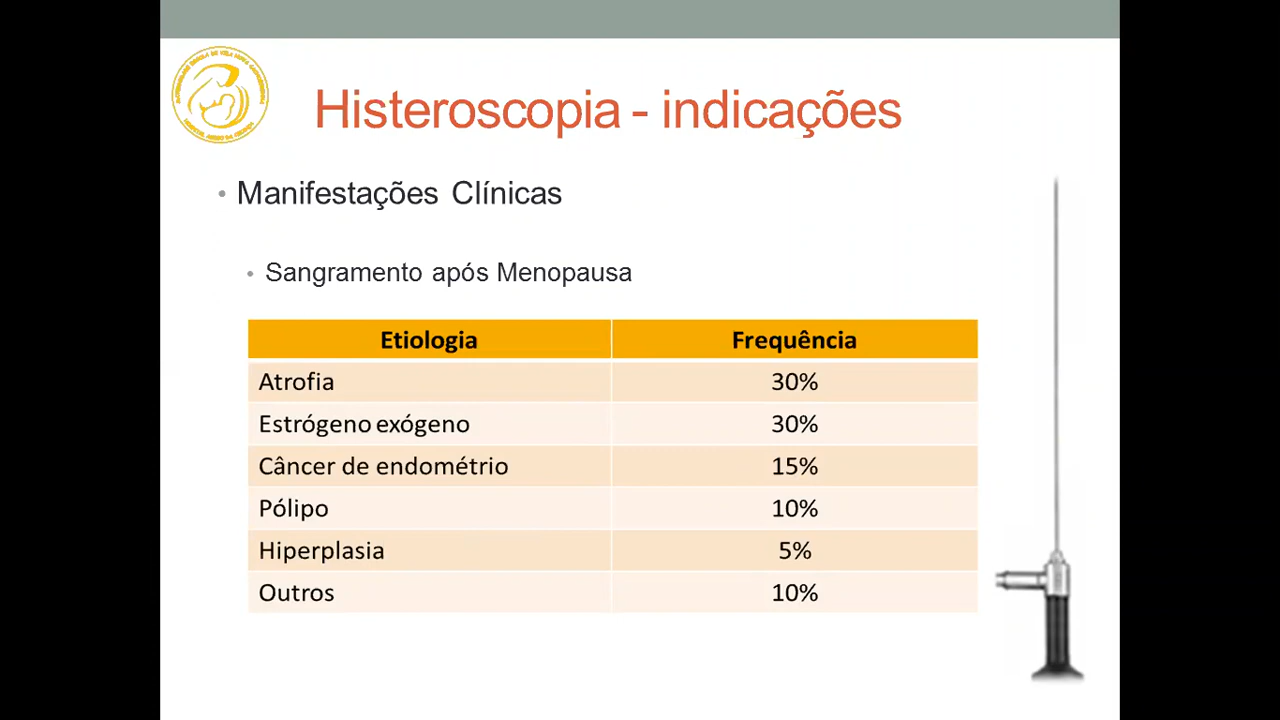 Histeroscopia - indicações
• Manifestações Clínicas
• Sangramento após Menopausa
Etiologia Frequência
Atrofia 30%
Estrógeno exógeno 30%
Câncer de endométrio 15%
Pólipo 10%
Hiperplasia 5%
Outros 10%